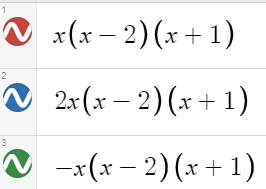 1
x(x − 2)(x + 1)
2
2x(x − 2)(x + 1)
3
−x(x − 2)(x + 1)